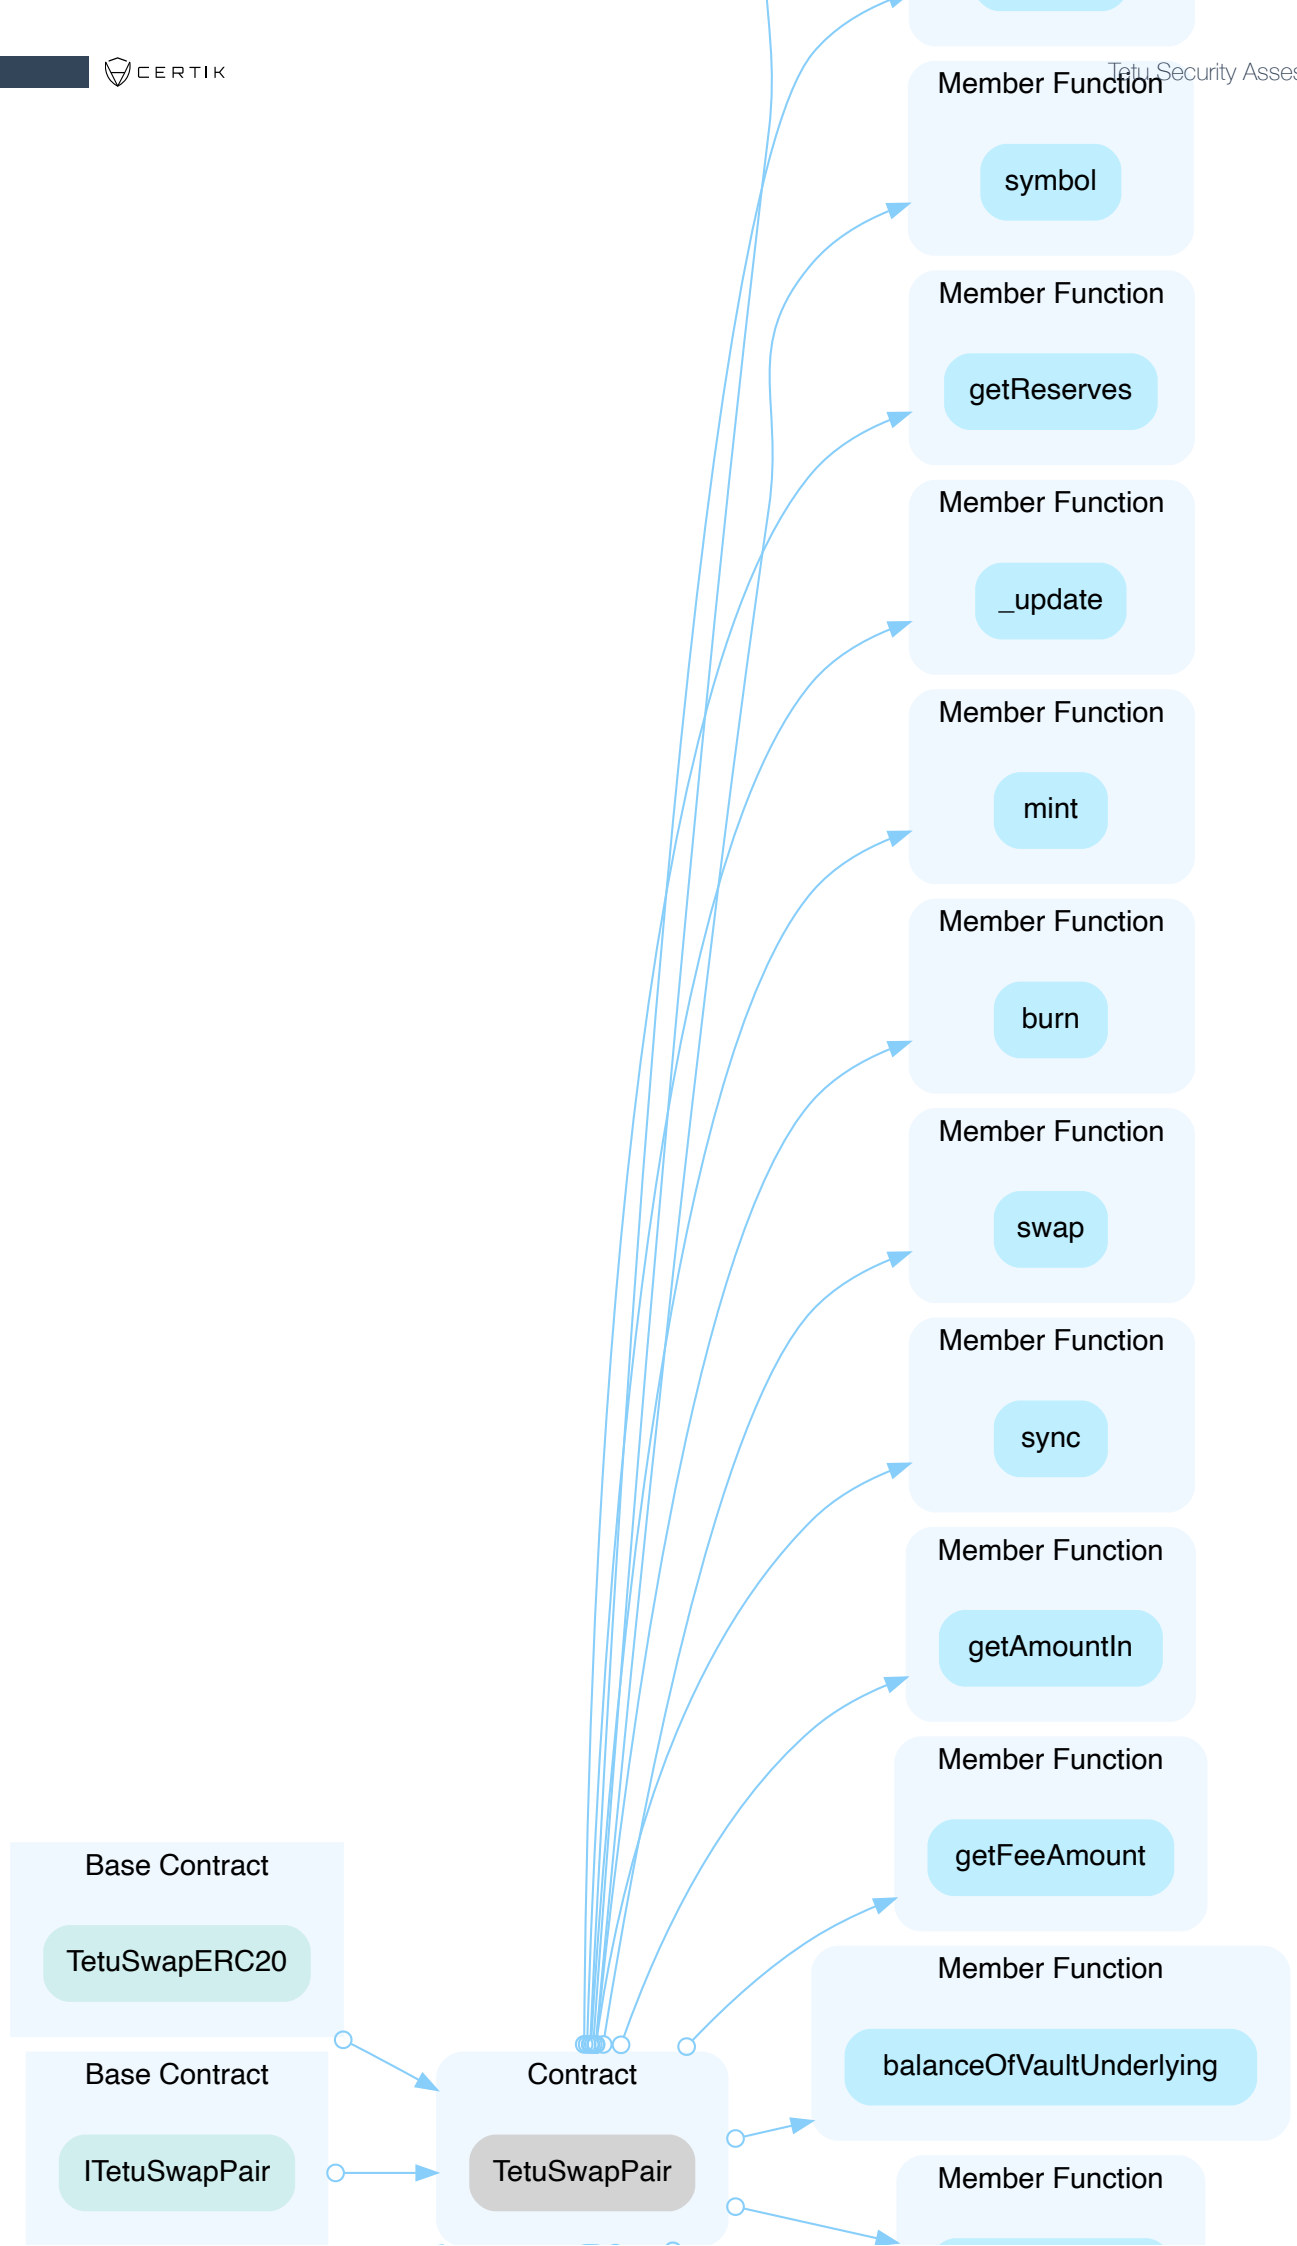 CERTIK
Tetu Security Asses
Member Function
symbol
Member Function
getReserves
Member Function
_update
Member Function
mint
Member Function
burn
Member Function
swap
Member Function
sync
Member Function
getAmountIn
Member Function
getFeeAmount
Base Contract
TetuSwapERC20
Member Function
balanceOfVaultUnderlying
Base Contract
ITetuSwapPair
Contract
TetuSwapPair
Member Function